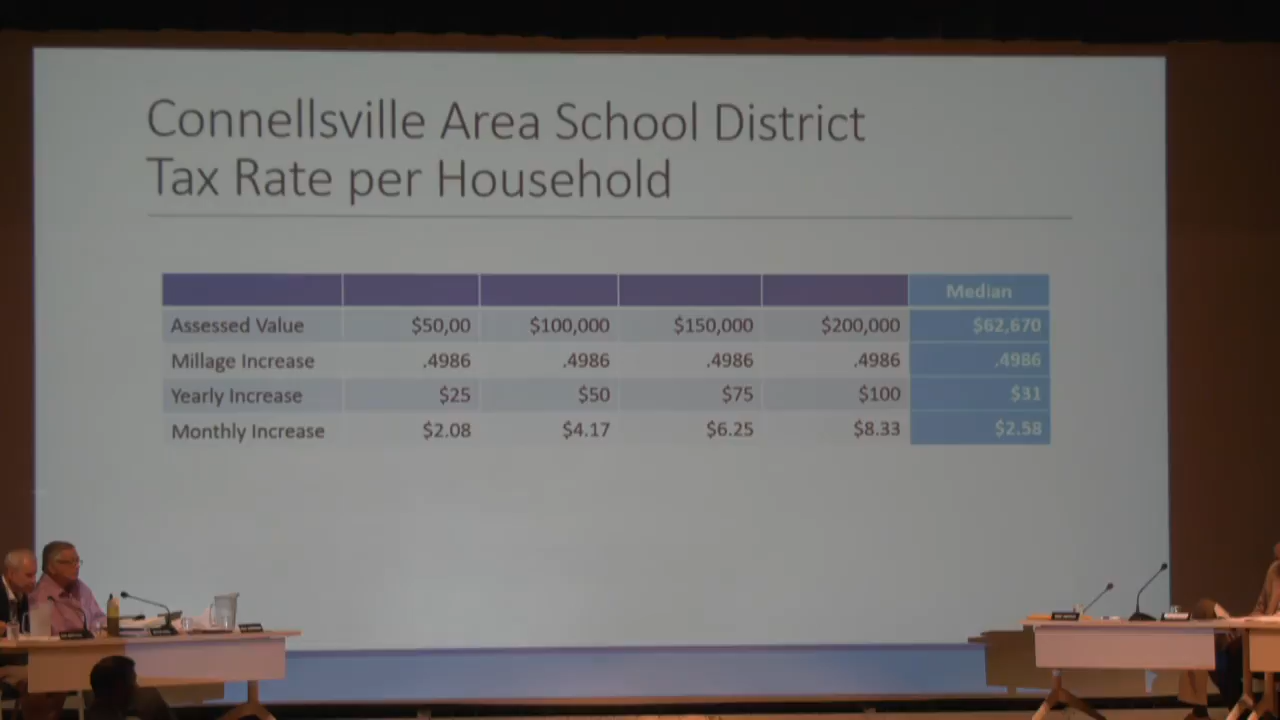 Connellsville Area School District
Tax Rate per Household
Median
Assessed Value $50,00 $100,000 $150,000 $200,000 $62,670
Millage Increase .4986 .4986 .4986 .4986 .4986
Yearly Increase $25 $50 $75 $100 $31
Monthly Increase $2.08 $4.17 $6.25 $8.33 $2.58